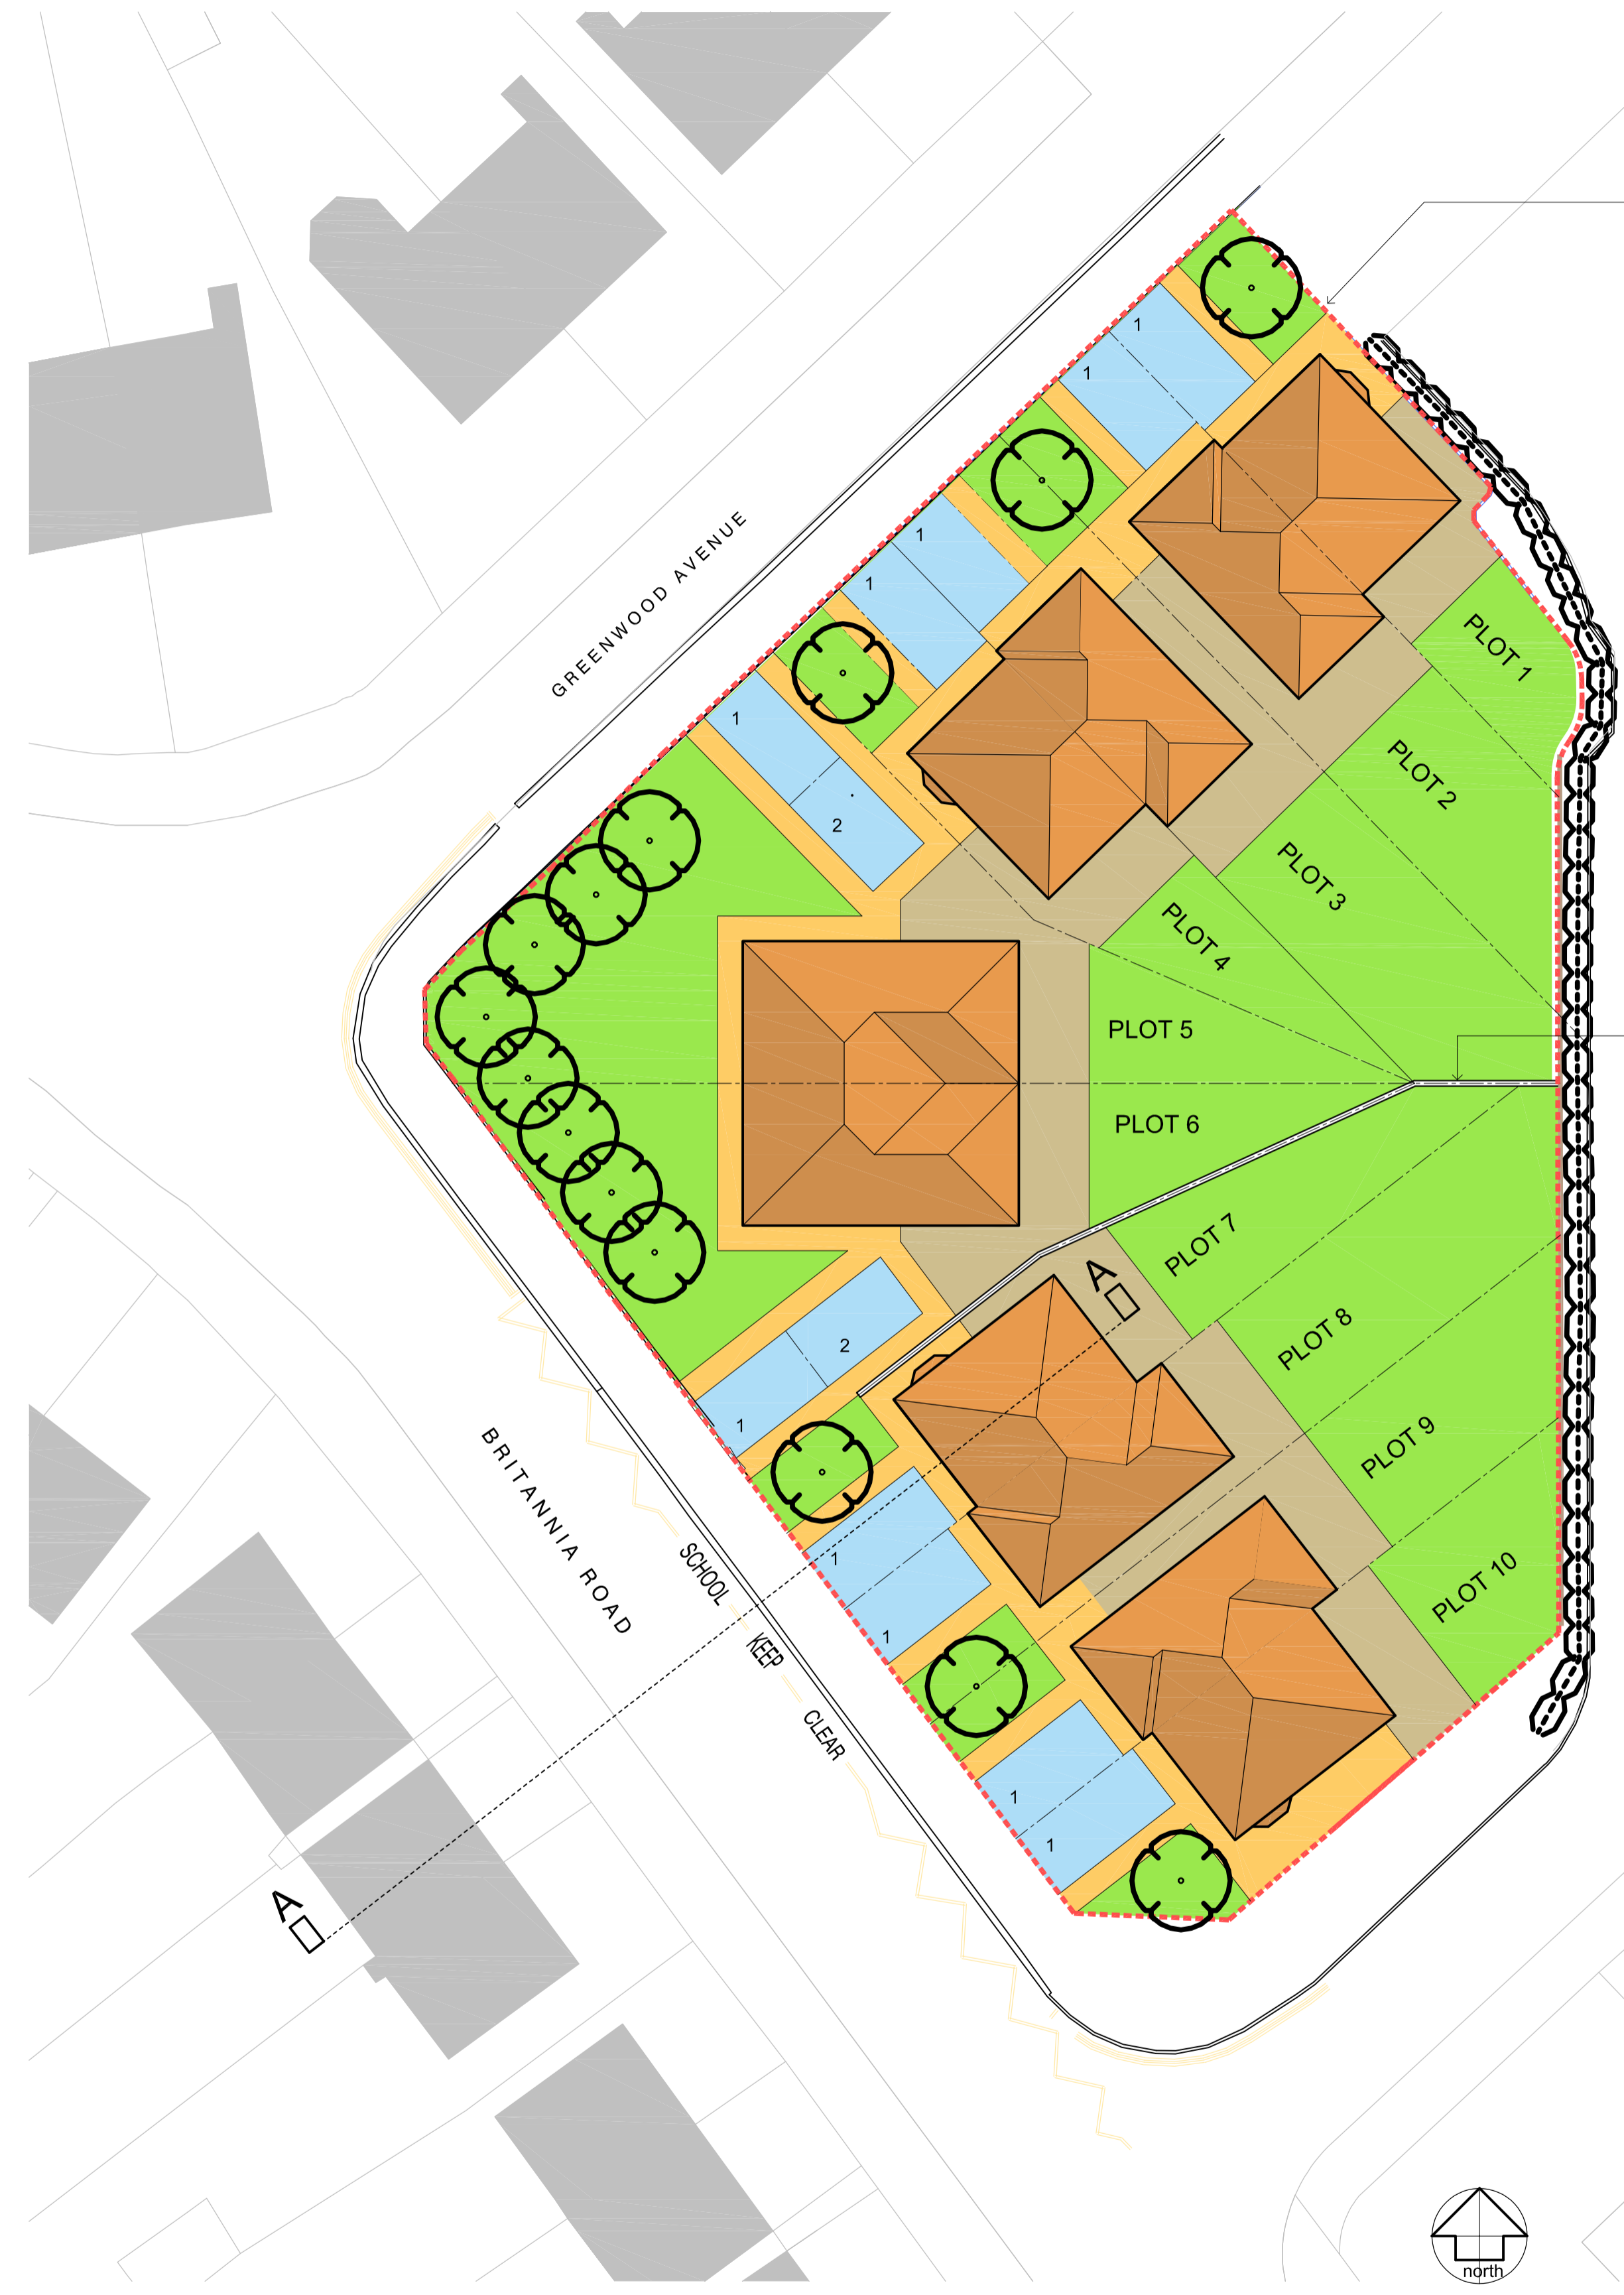 1
1
1
1
GREENWOOD AVENUE
PLOT 1
1
PLOT 2
2
PLOT 3
PLOT 4
PLOT 5
PLOT 6
PLOT 7
A
PLOT 8
2
1
PLOT 9
BRITANNIA ROAD
SCHOOL KEEP CLEAR
1
PLOT 10
1
1
1
A
north